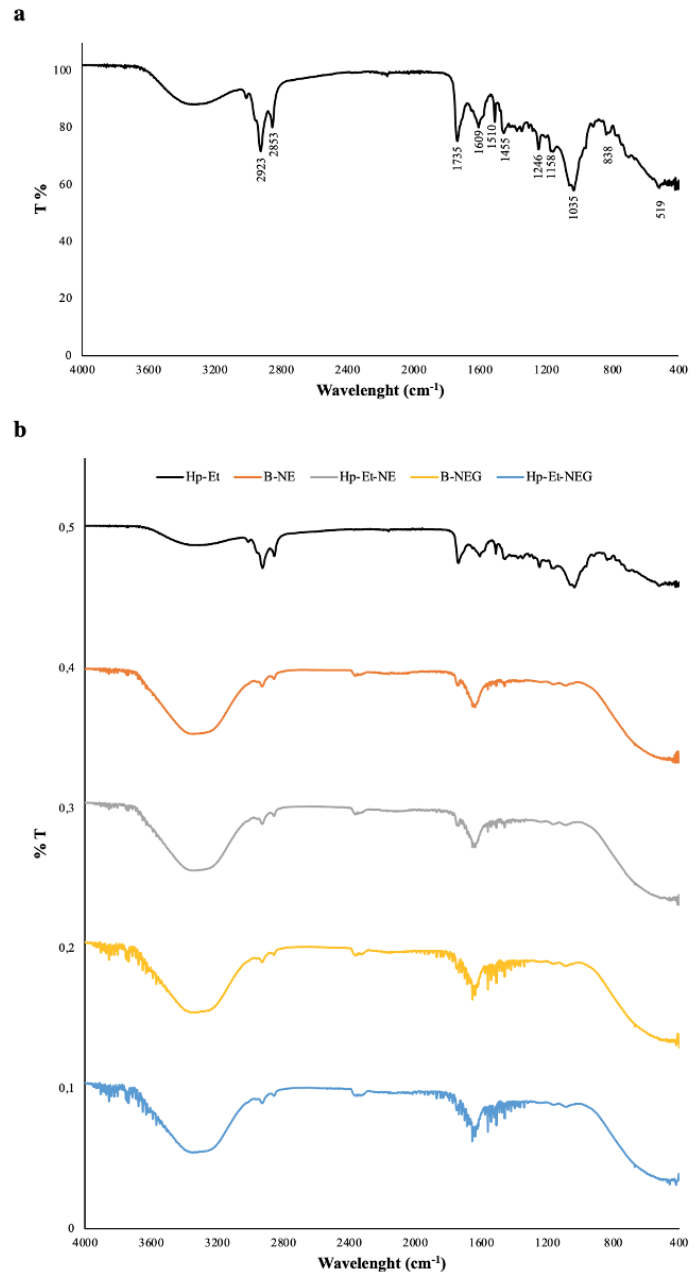 a
100
80
60
40
20
0
T %
2923
2853
1735
1609
1510
1455
1246
1158
1035
838
519
4000 3600 3200 2800 2400 2000 1600 1200 800 400
Wavelenght (cm⁻¹)
b
Hp-Et B-NE Hp-Et-NE B-NEG Hp-Et-NEG
0,5
0,4
0,3
0,2
0,1
0
% T
4000 3600 3200 2800 2400 2000 1600 1200 800 400
Wavelenght (cm⁻¹)